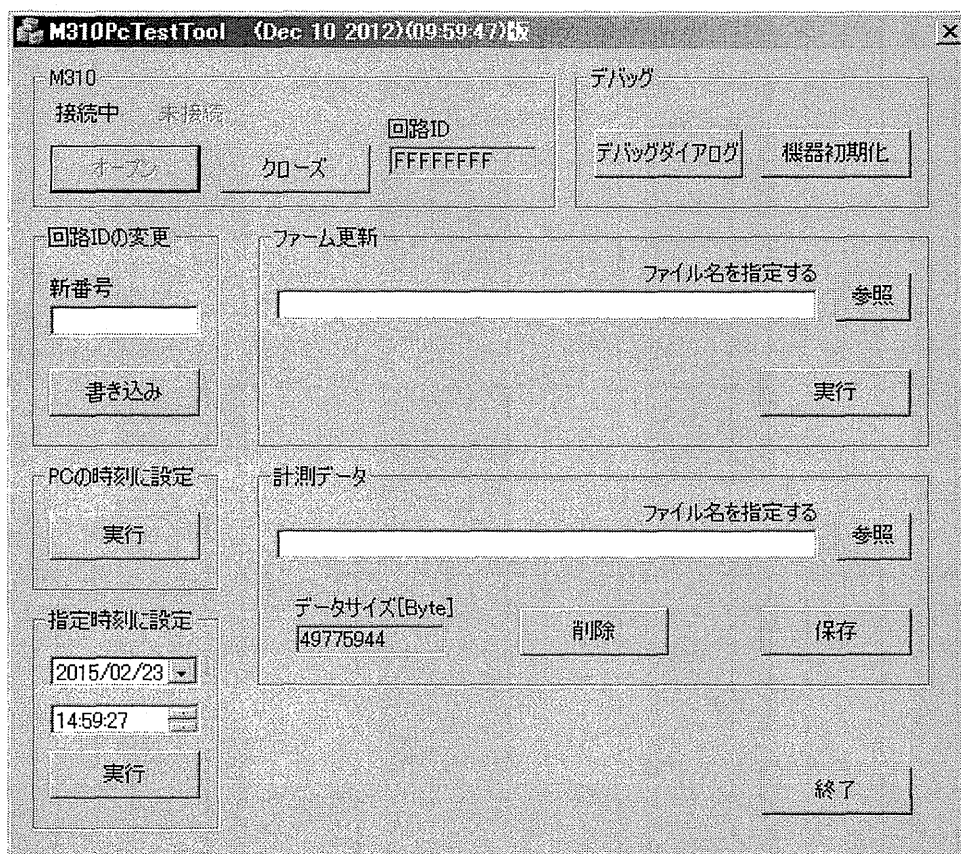 M310PcTestTool (Dec 10 2012)(09:59:47)版
M310
接続中 未接続
オープン
クローズ
回路ID
FFFFFFFF
デバッグ
デバッグダイアログ
機器初期化
回路IDの変更
新番号
書き込み
ファーム更新
ファイル名を指定する
参照
実行
PCの時刻に設定
実行
計測データ
ファイル名を指定する
参照
データサイズ[Byte]
49775944
削除
保存
指定時刻に設定
2015/02/23
14:59:27
実行
終了